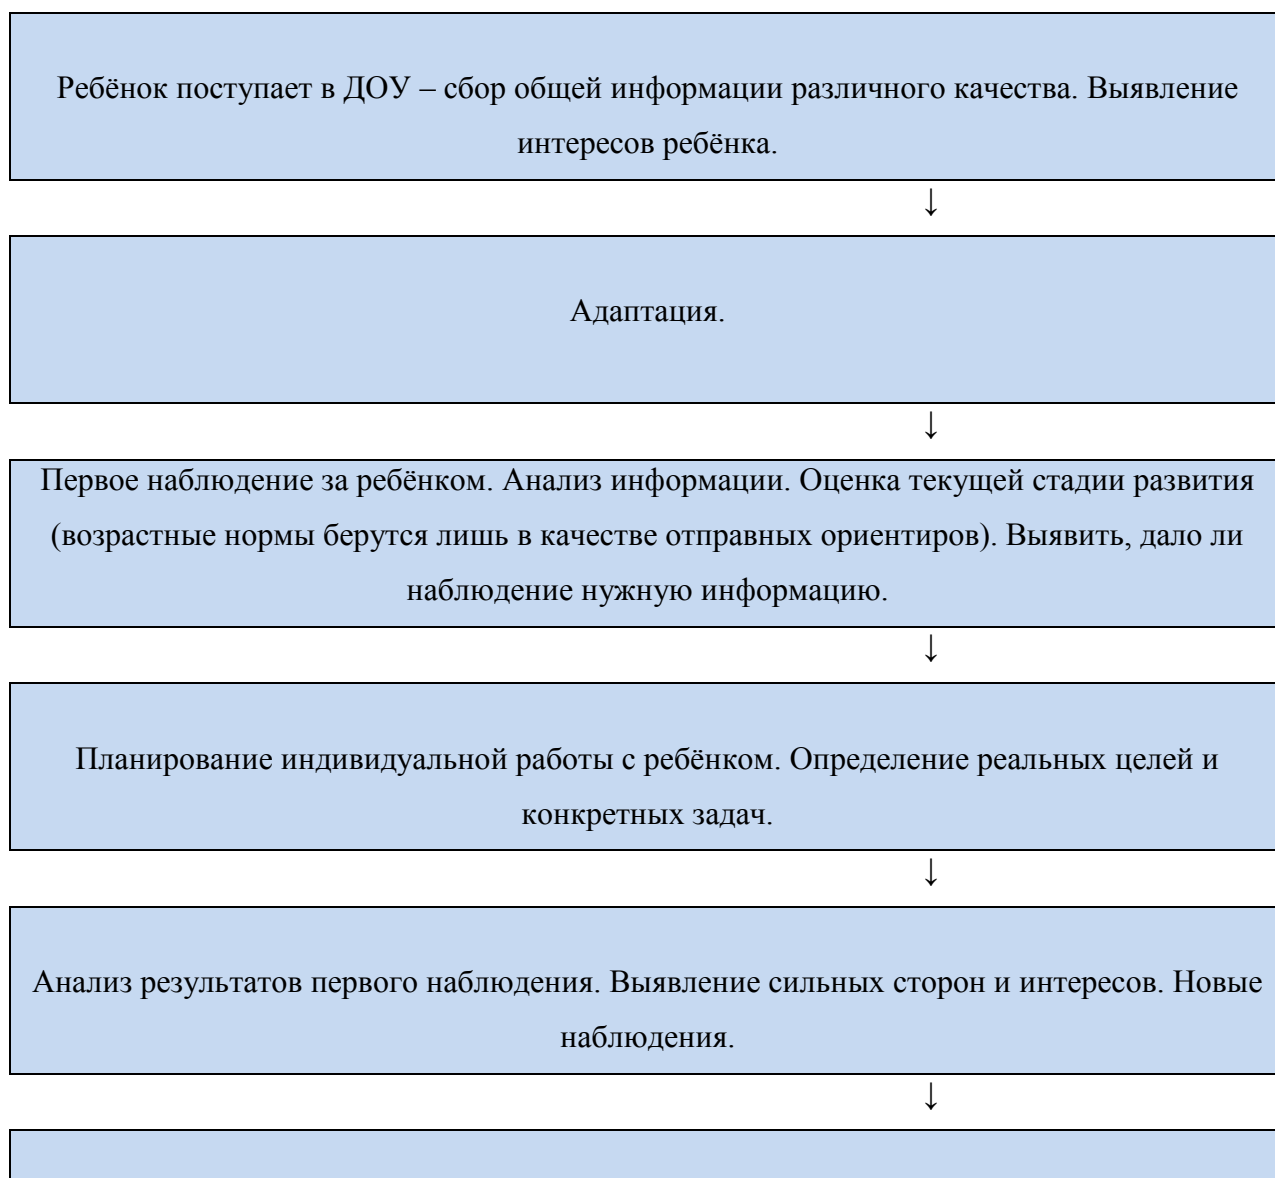 Ребёнок поступает в ДОУ – сбор общей информации различного качества. Выявление
интересов ребёнка.
↓
Адаптация.
↓
Первое наблюдение за ребёнком. Анализ информации. Оценка текущей стадии развития
(возрастные нормы берутся лишь в качестве отправных ориентиров). Выявить, дало ли
наблюдение нужную информацию.
↓
Планирование индивидуальной работы с ребёнком. Определение реальных целей и
конкретных задач.
↓
Анализ результатов первого наблюдения. Выявление сильных сторон и интересов. Новые
наблюдения.
↓